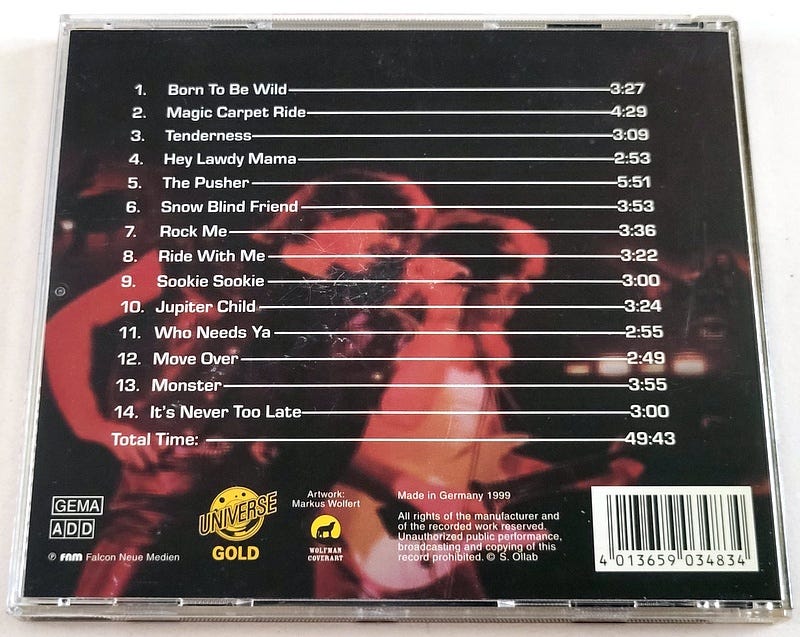 1. Born To Be Wild 3:27
2. Magic Carpet Ride 4:29
3. Tenderness 3:09
4. Hey Lawdy Mama 2:53
5. The Pusher 5:51
6. Snow Blind Friend 3:53
7. Rock Me 3:36
8. Ride With Me 3:22
9. Sookie Sookie 3:00
10. Jupiter Child 3:24
11. Who Needs Ya 2:55
12. Move Over 2:49
13. Monster 3:55
14. It's Never Too Late 3:00
Total Time: 49:43
GEMA
ADD
℗ FNM Falcon Neue Medien
UNIVERSE
GOLD
Artwork:
Markus Wolfert
WOLFMAN
COVERART
Made in Germany 1999
All rights of the manufacturer and
of the recorded work reserved.
Unauthorized public performance,
broadcasting and copying of this
record prohibited. © S. Ollab
4 013659 034834